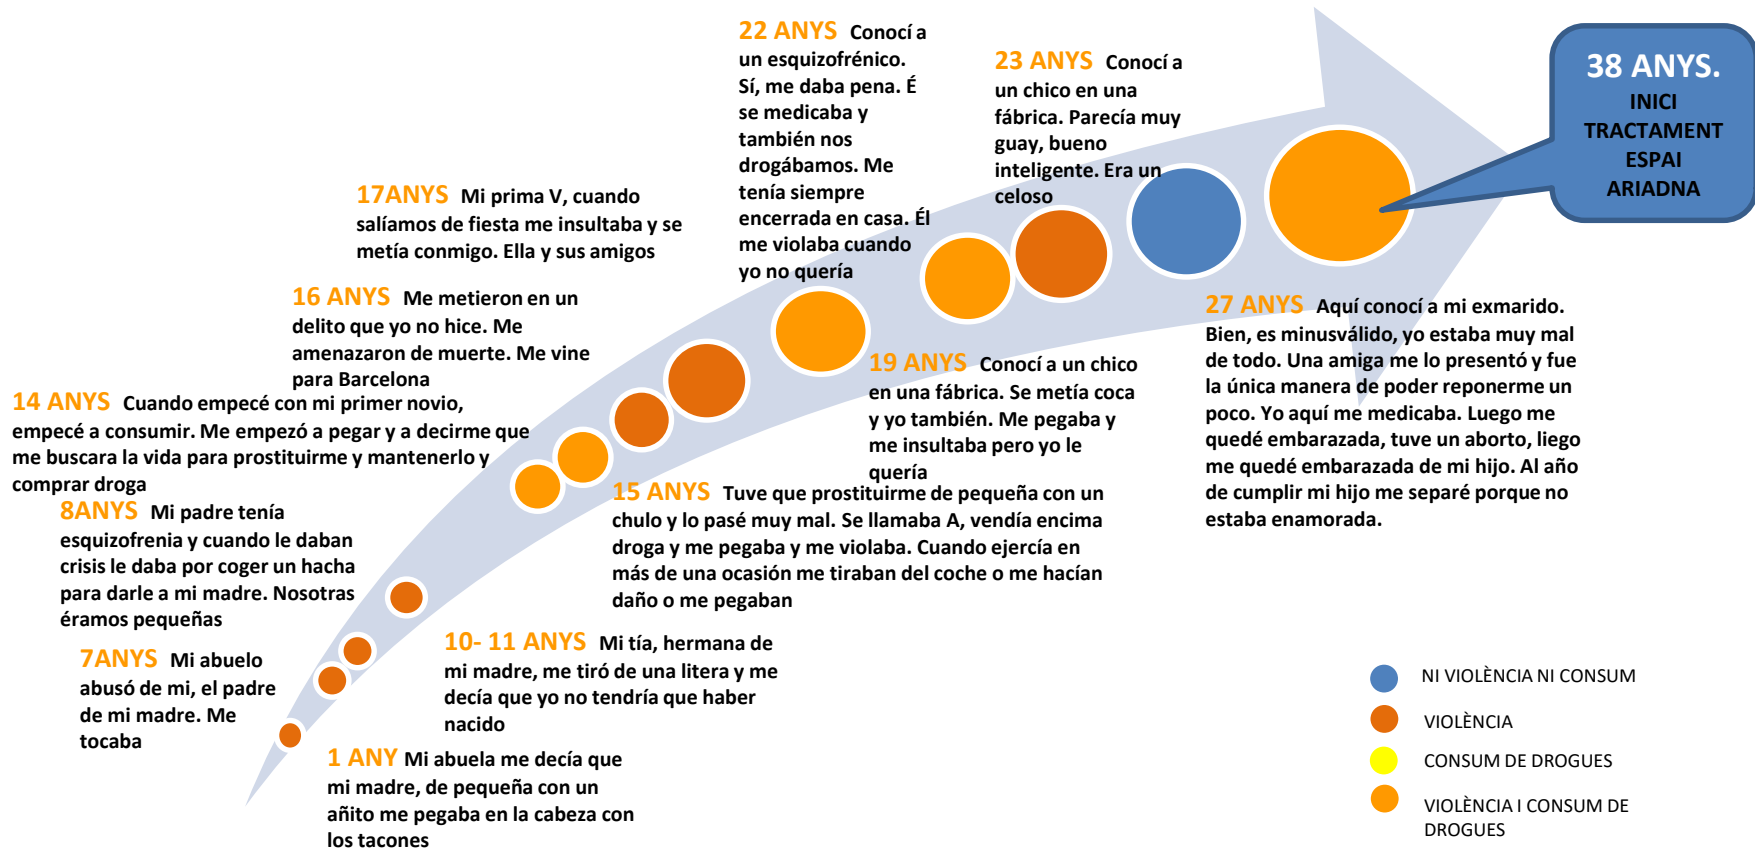 22 ANYS Conocí a
un esquizofrénico.
Sí, me daba pena. É
se medicaba y
también nos
drogábamos. Me
tenía siempre
encerrada en casa. Él
me violaba cuando
yo no quería
23 ANYS Conocí a
un chico en una
fábrica. Parecía muy
guay, bueno
inteligente. Era un
celoso
38 ANYS.
INICI
TRACTAMENT
ESPAI
ARIADNA
17ANYS Mi prima V, cuando
salíamos de fiesta me insultaba y se
metía conmigo. Ella y sus amigos
16 ANYS Me metieron en un
delito que yo no hice. Me
amenazaron de muerte. Me vine
para Barcelona
27 ANYS Aquí conocí a mi exmarido.
Bien, es minusválido, yo estaba muy mal
de todo. Una amiga me lo presentó y fue
la única manera de poder reponerme un
poco. Yo aquí me medicaba. Luego me
quedé embarazada, tuve un aborto, liego
me quedé embarazada de mi hijo. Al año
de cumplir mi hijo me separé porque no
estaba enamorada.
19 ANYS Conocí a un chico
en una fábrica. Se metía coca
y yo también. Me pegaba y
me insultaba pero yo le
quería
14 ANYS Cuando empecé con mi primer novio,
empecé a consumir. Me empezó a pegar y a decirme que
me buscara la vida para prostituirme y mantenerlo y
comprar droga
15 ANYS Tuve que prostituirme de pequeña con un
chulo y lo pasé muy mal. Se llamaba A, vendía encima
droga y me pegaba y me violaba. Cuando ejercía en
más de una ocasión me tiraban del coche o me hacían
daño o me pegaban
8ANYS Mi padre tenía
esquizofrenia y cuando le daban
crisis le daba por coger un hacha
para darle a mi madre. Nosotras
éramos pequeñas
10- 11 ANYS Mi tía, hermana de
mi madre, me tiró de una litera y me
decía que yo no tendría que haber
nacido
7ANYS Mi abuelo
abusó de mi, el padre
de mi madre. Me
tocaba
1 ANY Mi abuela me decía que
mi madre, de pequeña con un
añito me pegaba en la cabeza con
los tacones
NI VIOLÈNCIA NI CONSUM
VIOLÈNCIA
CONSUM DE DROGUES
VIOLÈNCIA I CONSUM DE
DROGUES